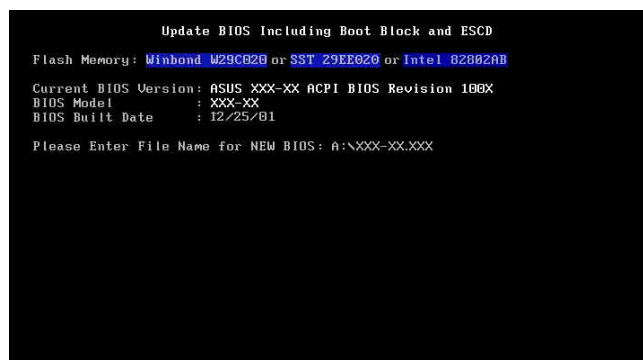 Update BIOS Including Boot Block and ESCD
Flash Memory: Winbond W29C020 or SST 29EE020 or Intel 82802AB
Current BIOS Version: ASUS XXX-XX ACPI BIOS Revision 100X
BIOS Model : XXX-XX
BIOS Built Date : 12/25/01
Please Enter File Name for NEW BIOS: A:\XXX-XX.XXX